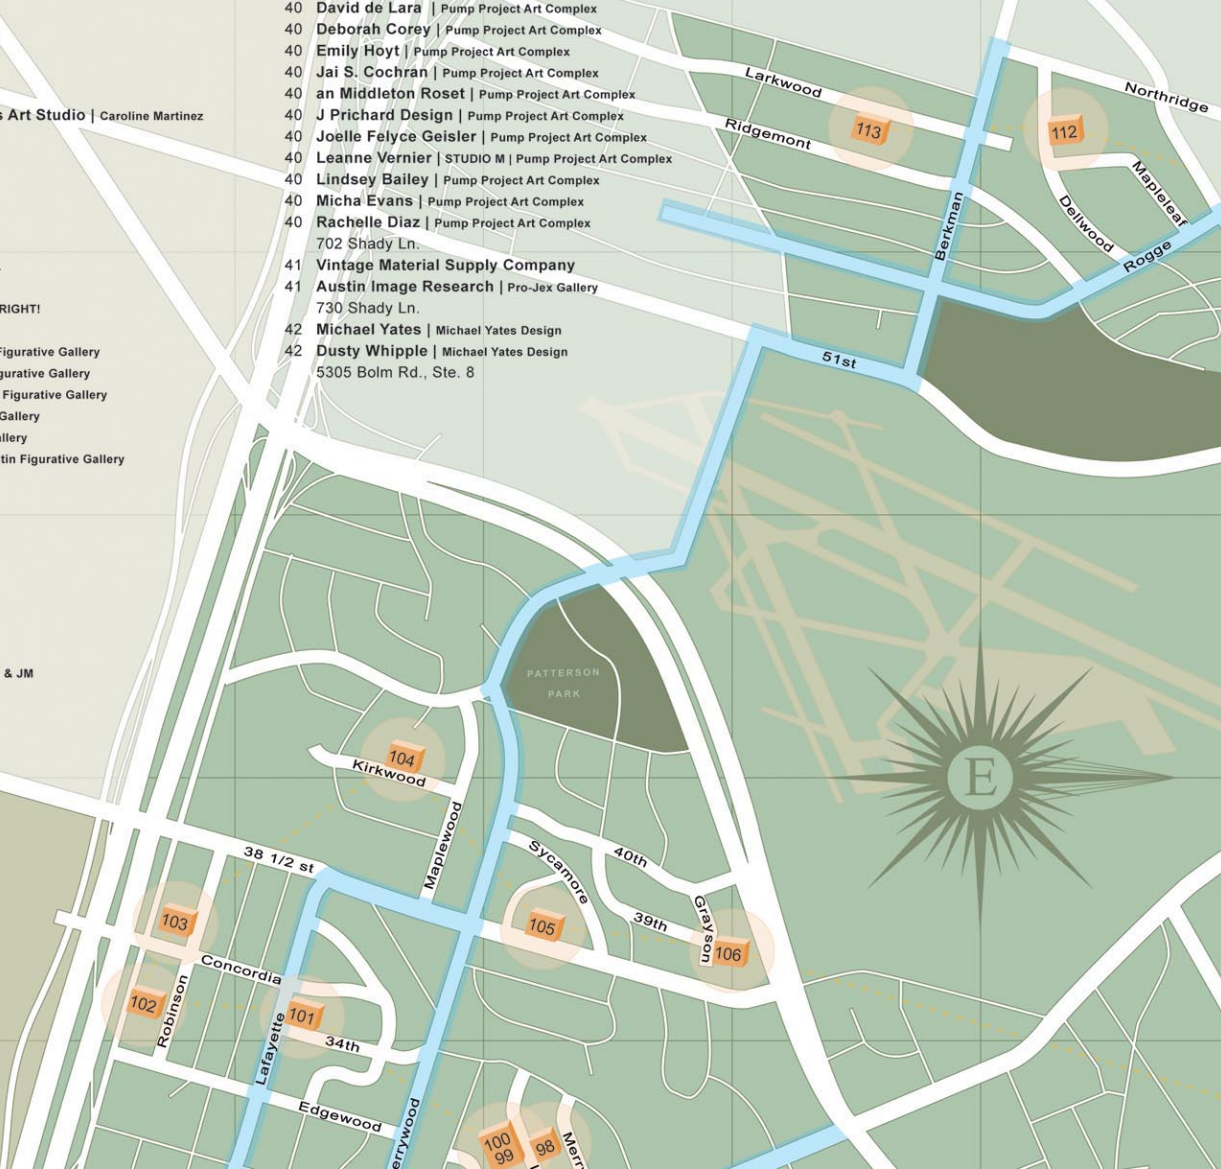 40 David de Lara | Pump Project Art Complex
40 Deborah Corey | Pump Project Art Complex
40 Emily Hoyt | Pump Project Art Complex
40 Jai S. Cochran | Pump Project Art Complex
40 an Middleton Roset | Pump Project Art Complex
s Art Studio | Caroline Martinez
40 J Prichard Design | Pump Project Art Complex
40 Joelle Felyce Geisler | Pump Project Art Complex
40 Leanne Vernier | STUDIO M | Pump Project Art Complex
40 Lindsey Bailey | Pump Project Art Complex
40 Micha Evans | Pump Project Art Complex
40 Rachelle Diaz | Pump Project Art Complex
702 Shady Ln.
41 Vintage Material Supply Company
41 Austin Image Research | Pro-Jex Gallery
730 Shady Ln.
42 Michael Yates | Michael Yates Design
42 Dusty Whipple | Michael Yates Design
5305 Bolm Rd., Ste. 8
RIGHT!
Figurative Gallery
gurative Gallery
Figurative Gallery
Gallery
allery
tin Figurative Gallery
& JM
Larkwood
Northridge
113
112
Ridgemont
Mapleleaf
Berkman
Dellwood
Rogge
51st
PATTERSON
PARK
E
104
Kirkwood
Maplewood
38 1/2 st
Sycamore
40th
103
105
39th
Grayson
106
Concordia
102
Robinson
101
Lafayette
34th
Edgewood
errywood
100
99
98
Merr